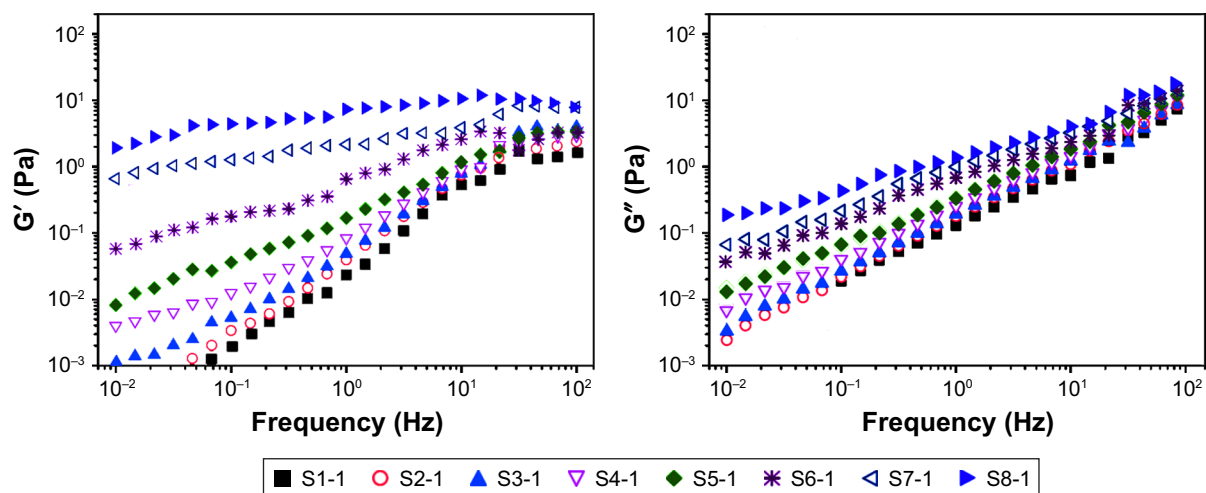 G′ (Pa)
10²
10¹
10⁰
10⁻¹
10⁻²
10⁻³
10⁻² 10⁻¹ 10⁰ 10¹ 10²
Frequency (Hz)
G″ (Pa)
10²
10¹
10⁰
10⁻¹
10⁻²
10⁻³
10⁻² 10⁻¹ 10⁰ 10¹ 10²
Frequency (Hz)
S1-1 S2-1 S3-1 S4-1 S5-1 S6-1 S7-1 S8-1